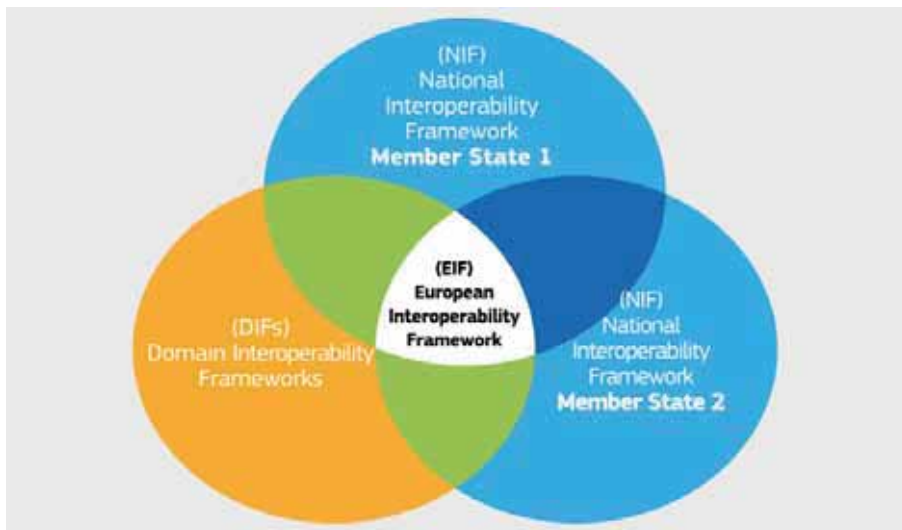 (NIF)
National
Interoperability
Framework
Member State 1
(EIF)
European
Interoperability
Framework
(DIFs)
Domain Interoperability
Frameworks
(NIF)
National
Interoperability
Framework
Member State 2